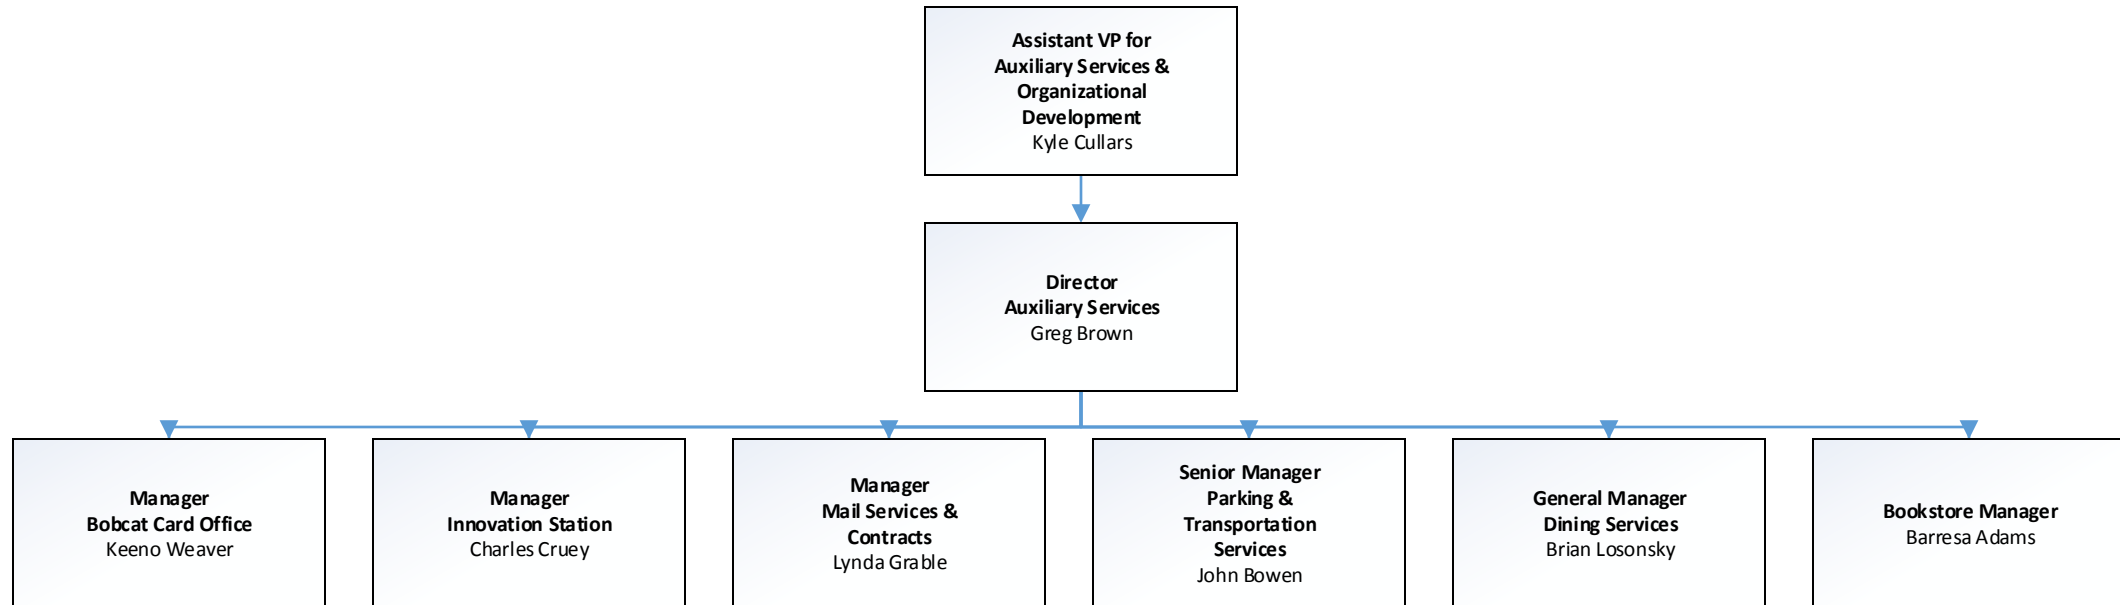 Assistant VP for
Auxiliary Services &
Organizational
Development
Kyle Cullars
Director
Auxiliary Services
Greg Brown
Manager
Bobcat Card Office
Keeno Weaver
Manager
Innovation Station
Charles Cruey
Manager
Mail Services &
Contracts
Lynda Grable
Senior Manager
Parking &
Transportation
Services
John Bowen
General Manager
Dining Services
Brian Losonsky
Bookstore Manager
Barresa Adams